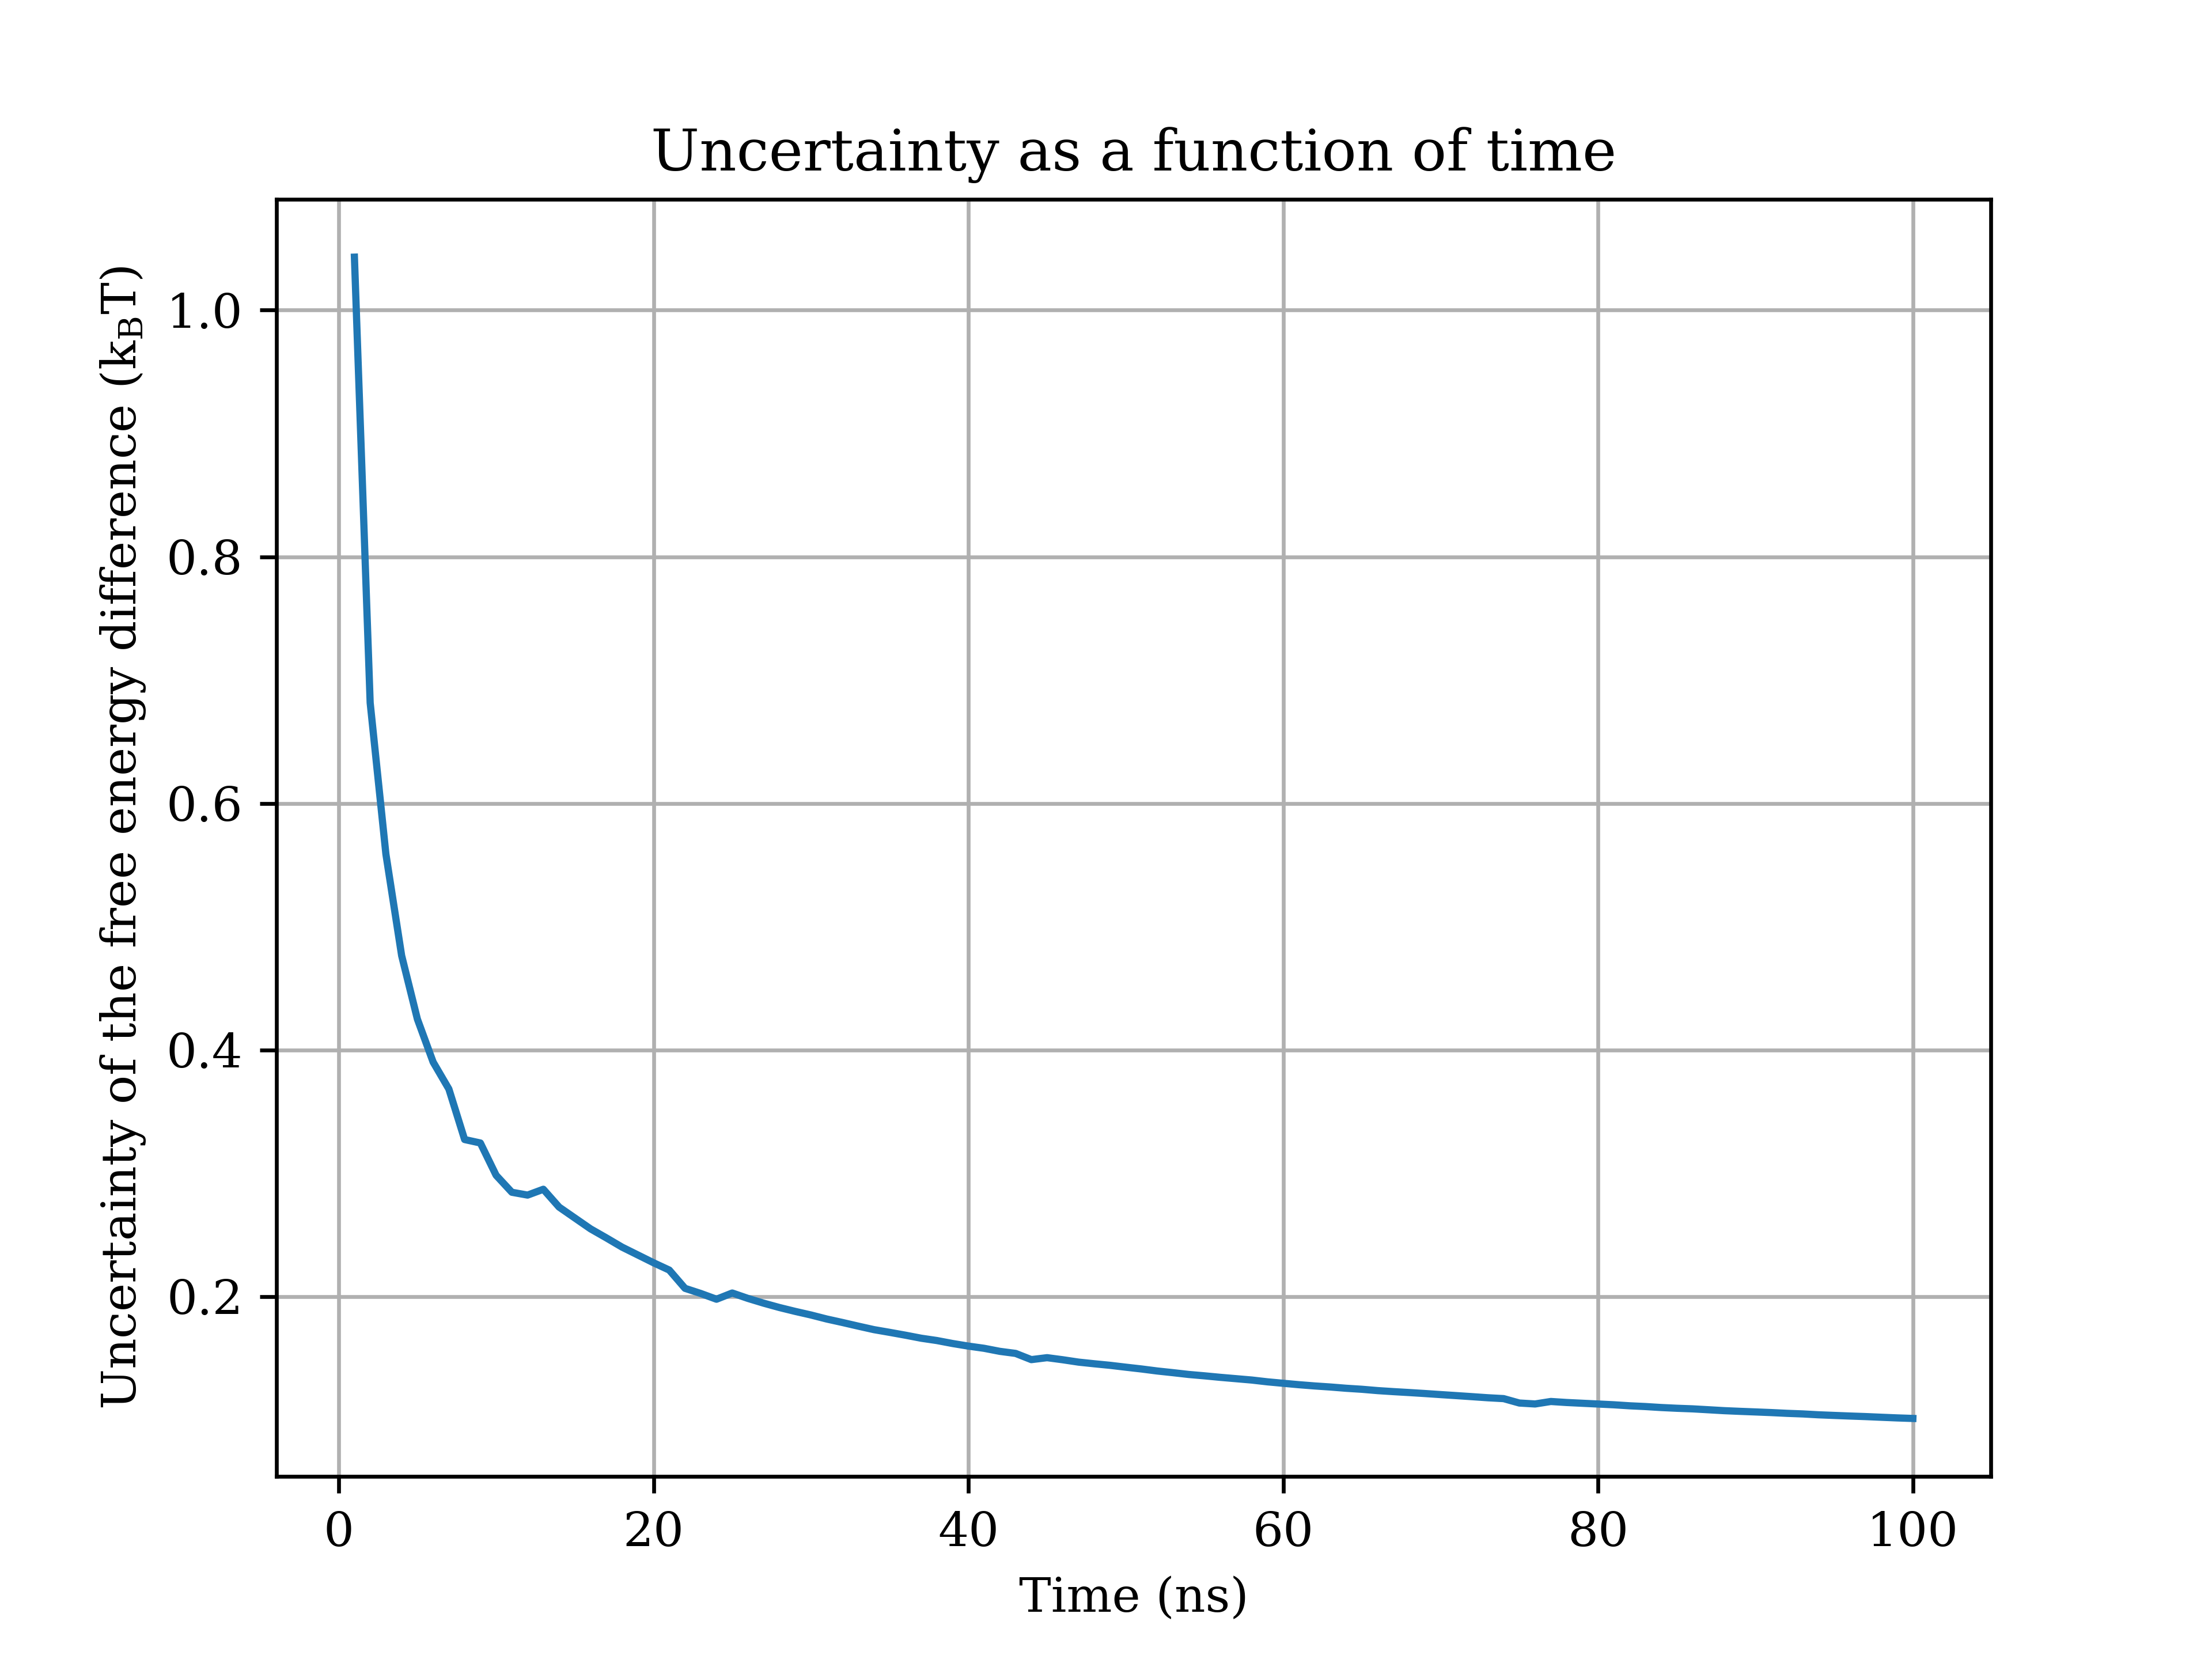 Uncertainty as a function of time
Uncertainty of the free energy difference (k_BT)
1.0
0.8
0.6
0.4
0.2
0 20 40 60 80 100
Time (ns)